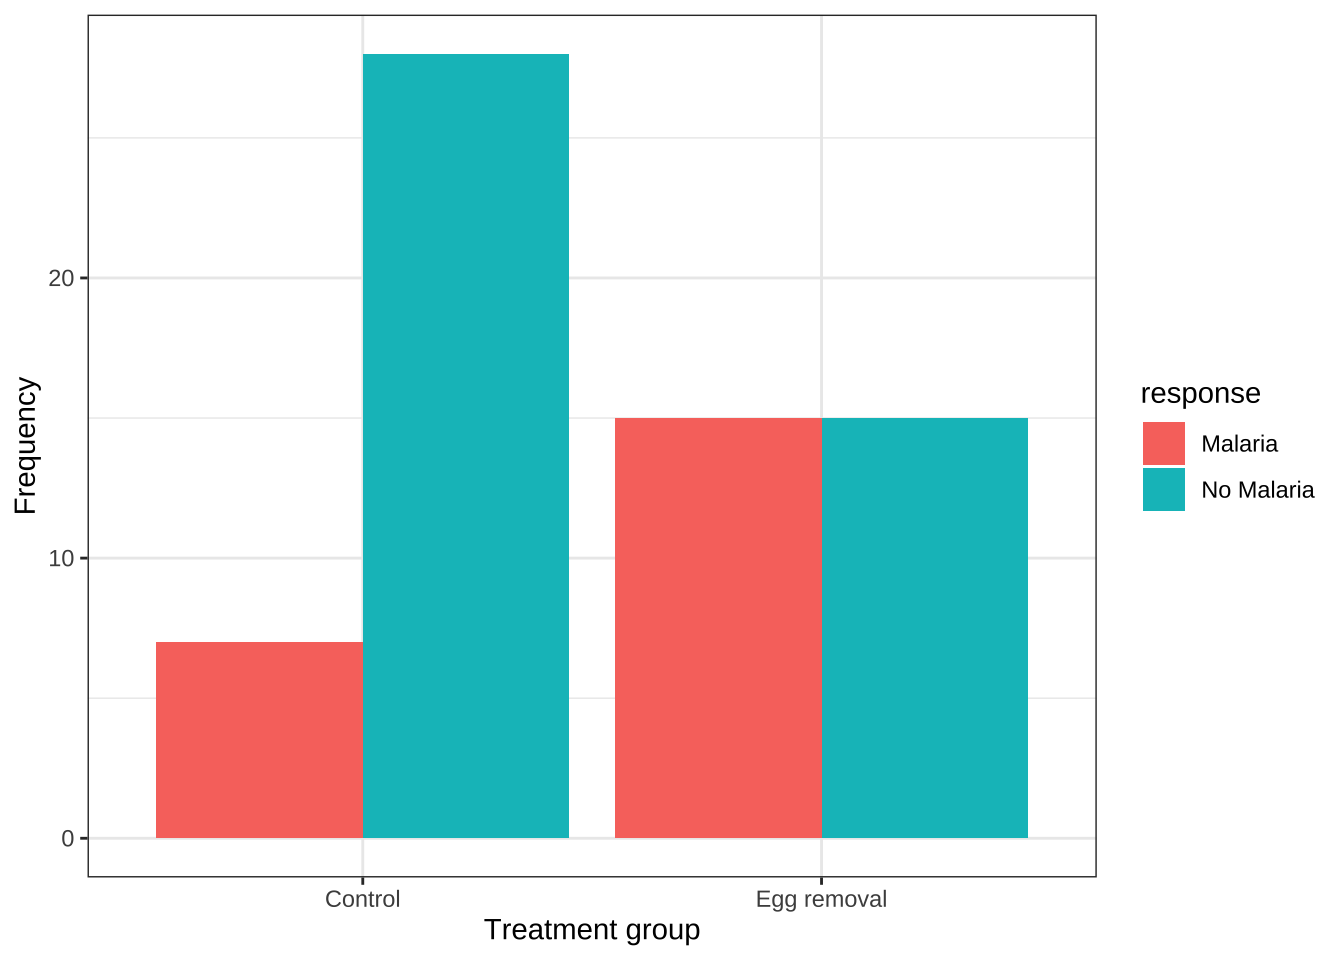 Frequency
20
10
0
Control
Egg removal
Treatment group
response
Malaria
No Malaria